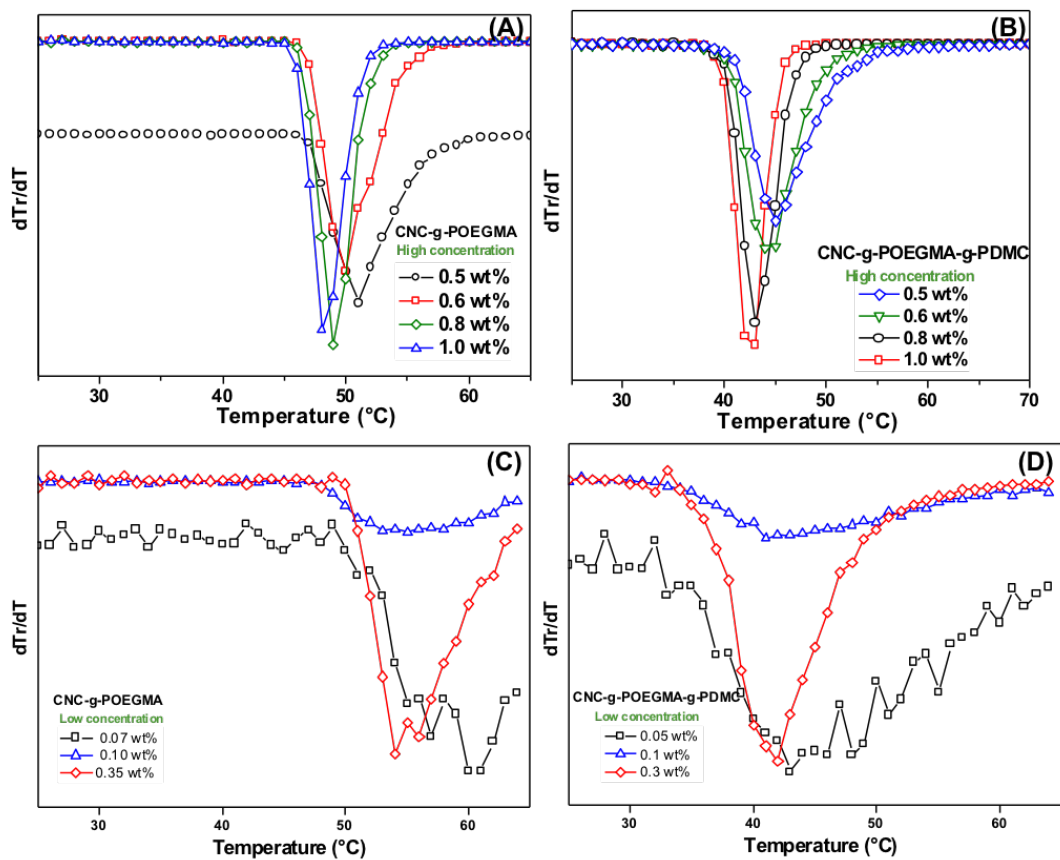 (A)
dTr/dT
CNC-g-POEGMA
High concentration
0.5 wt%
0.6 wt%
0.8 wt%
1.0 wt%
30 40 50 60
Temperature (°C)
(B)
dTr/dT
CNC-g-POEGMA-g-PDMC
High concentration
0.5 wt%
0.6 wt%
0.8 wt%
1.0 wt%
30 40 50 60 70
Temperature (°C)
(C)
dTr/dT
CNC-g-POEGMA
Low concentration
0.07 wt%
0.10 wt%
0.35 wt%
30 40 50 60
Temperature (°C)
(D)
dTr/dT
CNC-g-POEGMA-g-PDMC
Low concentration
0.05 wt%
0.1 wt%
0.3 wt%
30 40 50 60
Temperature (°C)